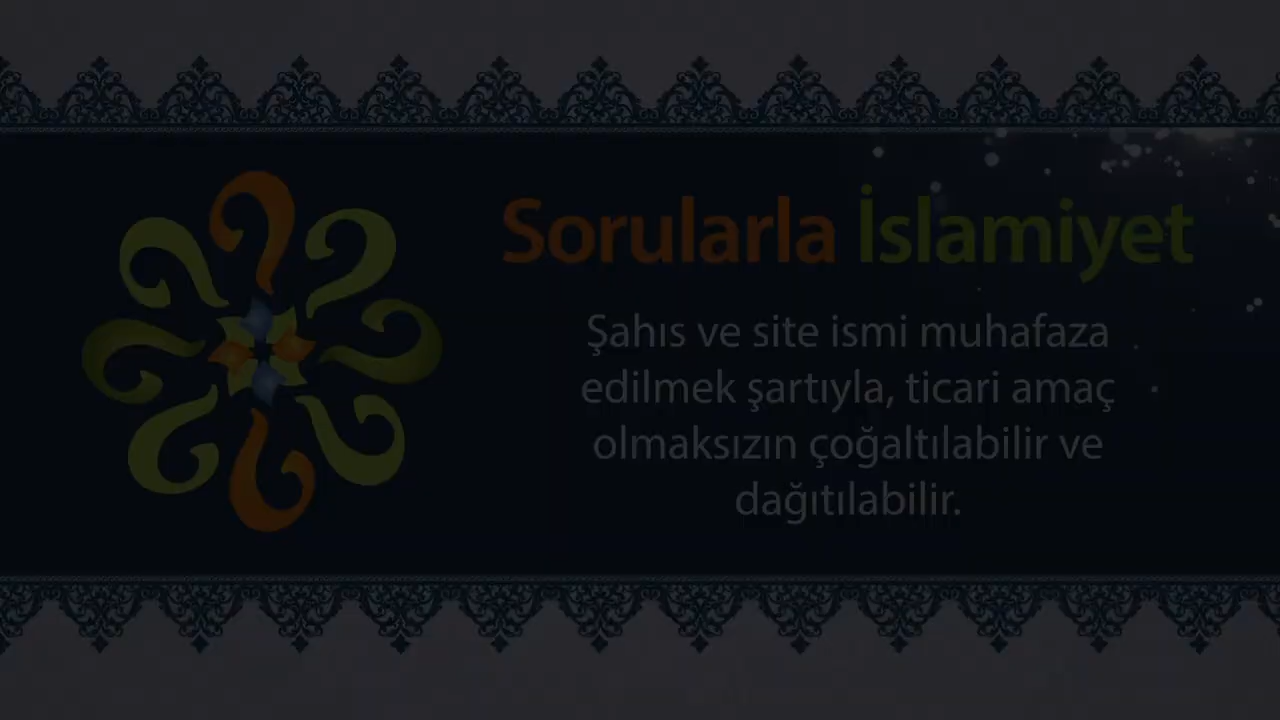 Sorularla İslamiyet
Şahıs ve site ismi muhafaza
edilmek şartıyla, ticari amaç
olmaksızın çoğaltılabilir ve
dağıtılabilir.